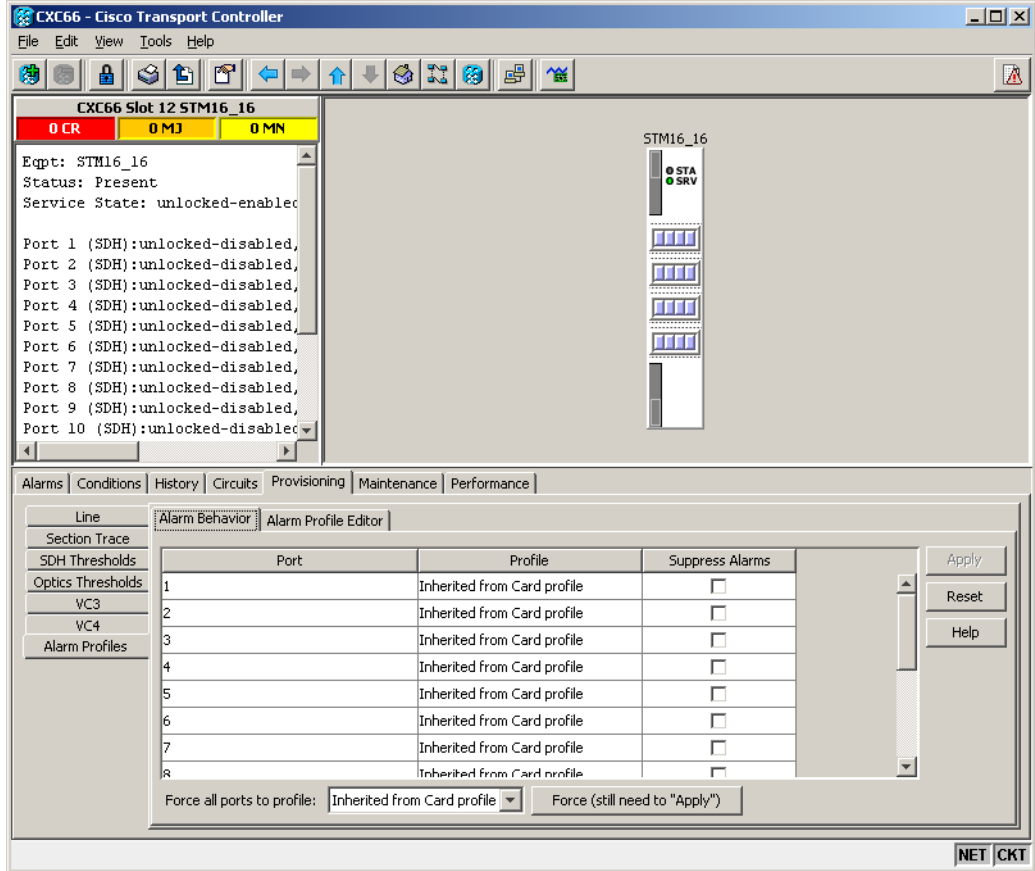 CXC66 - Cisco Transport Controller
File Edit View Tools Help
CXC66 Slot 12 STM16_16
0 CR 0 MJ 0 MN
Eqpt: STM16_16
Status: Present
Service State: unlocked-enabled
Port 1 (SDH):unlocked-disabled,
Port 2 (SDH):unlocked-disabled,
Port 3 (SDH):unlocked-disabled,
Port 4 (SDH):unlocked-disabled,
Port 5 (SDH):unlocked-disabled,
Port 6 (SDH):unlocked-disabled,
Port 7 (SDH):unlocked-disabled,
Port 8 (SDH):unlocked-disabled,
Port 9 (SDH):unlocked-disabled,
Port 10 (SDH):unlocked-disabled
STM16_16
STA
SRV
Alarms Conditions History Circuits Provisioning Maintenance Performance
Line
Section Trace
SDH Thresholds
Optics Thresholds
VC3
VC4
Alarm Profiles
Alarm Behavior Alarm Profile Editor
Port Profile Suppress Alarms
1 Inherited from Card profile
2 Inherited from Card profile
3 Inherited from Card profile
4 Inherited from Card profile
5 Inherited from Card profile
6 Inherited from Card profile
7 Inherited from Card profile
8 Inherited from Card profile
Apply
Reset
Help
Force all ports to profile: Inherited from Card profile Force (still need to "Apply")
NET CKT